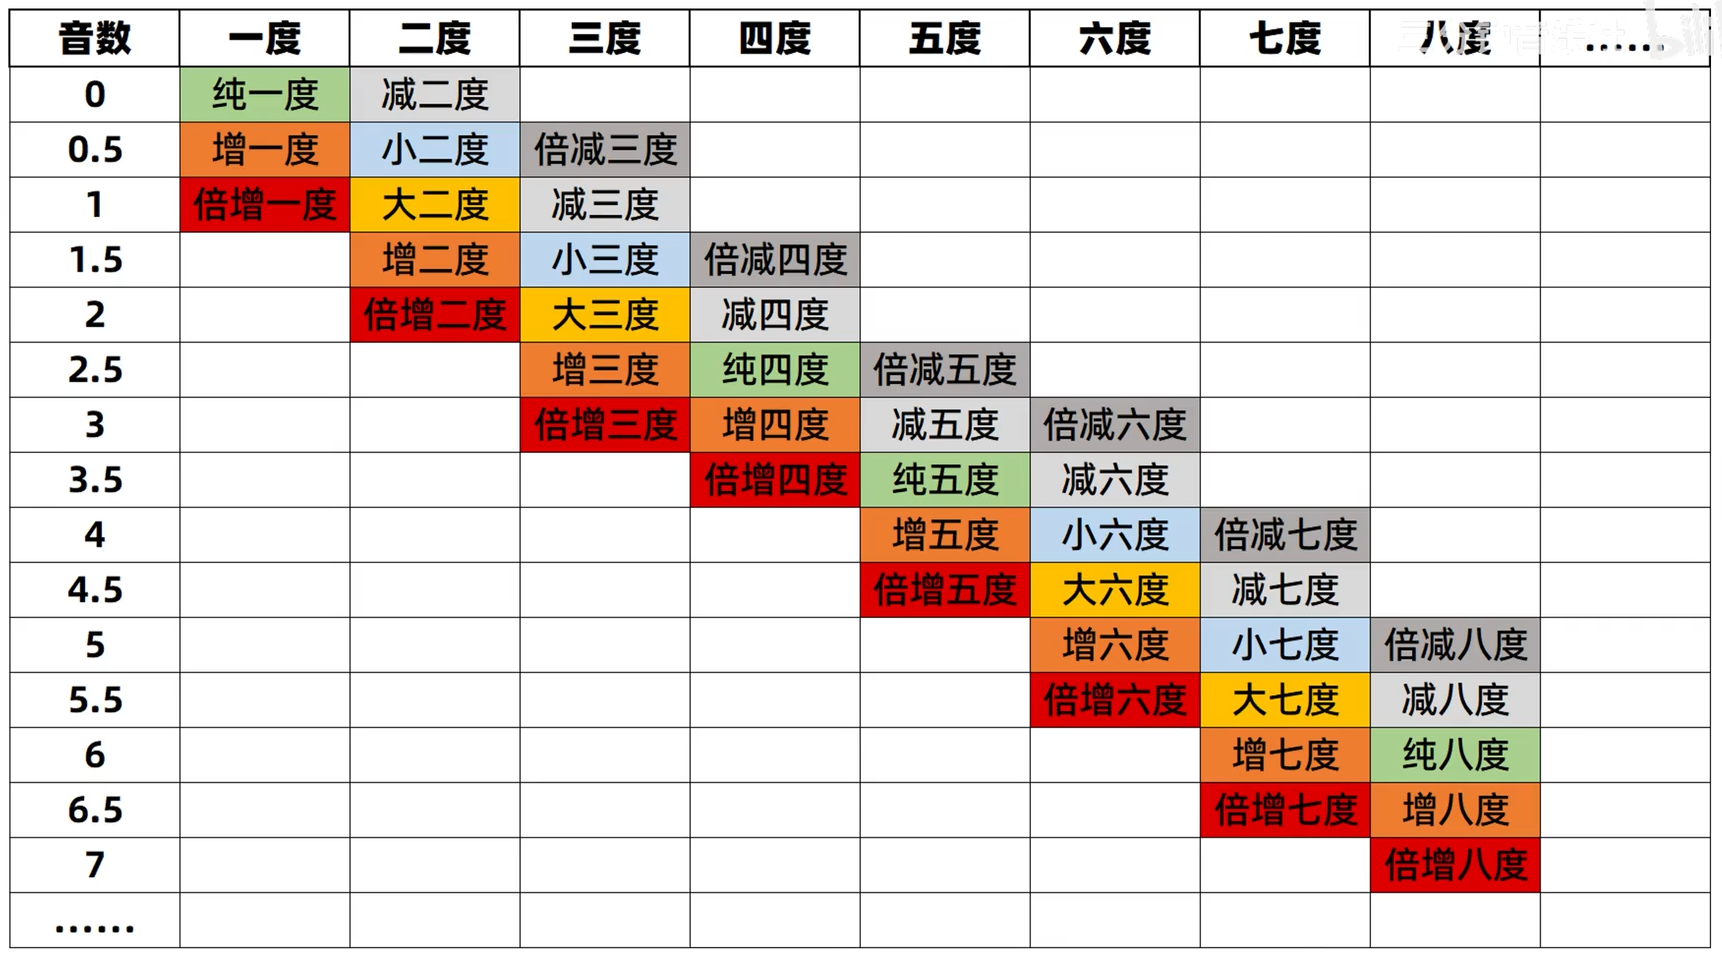 音数 一度 二度 三度 四度 五度 六度 七度 八度 ......
0 纯一度 减二度
0.5 增一度 小二度 倍减三度
1 倍增一度 大二度 减三度
1.5 增二度 小三度 倍减四度
2 倍增二度 大三度 减四度
2.5 增三度 纯四度 倍减五度
3 倍增三度 增四度 减五度 倍减六度
3.5 倍增四度 纯五度 减六度
4 增五度 小六度 倍减七度
4.5 倍增五度 大六度 减七度
5 增六度 小七度 倍减八度
5.5 倍增六度 大七度 减八度
6 增七度 纯八度
6.5 倍增七度 增八度
7 倍增八度
......